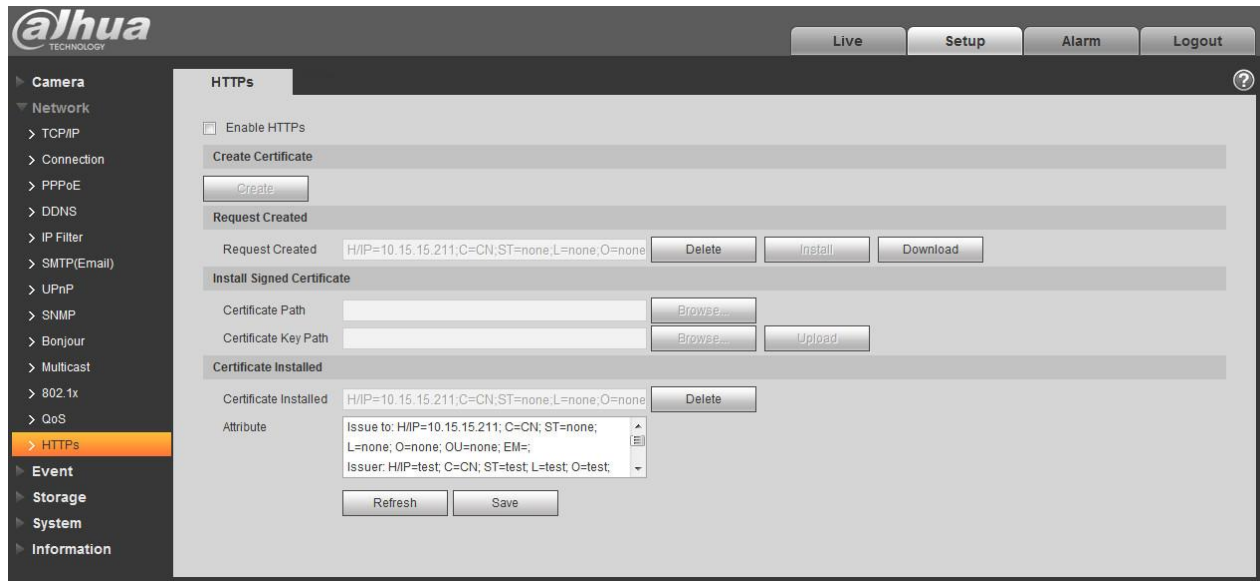 alhua
TECHNOLOGY
Live Setup Alarm Logout
Camera
Network
TCP/IP
Connection
PPPoE
DDNS
IP Filter
SMTP(Email)
UPnP
SNMP
Bonjour
Multicast
802.1x
QoS
HTTPs
Event
Storage
System
Information
HTTPs
?
Enable HTTPs
Create Certificate
Create
Request Created
Request Created H/IP=10.15.15.211;C=CN;ST=none;L=none;O=none Delete Install Download
Install Signed Certificate
Certificate Path Browse...
Certificate Key Path Browse... Upload
Certificate Installed
Certificate Installed H/IP=10.15.15.211;C=CN;ST=none;L=none;O=none Delete
Attribute Issue to: H/IP=10.15.15.211; C=CN; ST=none;
L=none; O=none; OU=none; EM=;
Issuer: H/IP=test; C=CN; ST=test; L=test; O=test;
Refresh Save